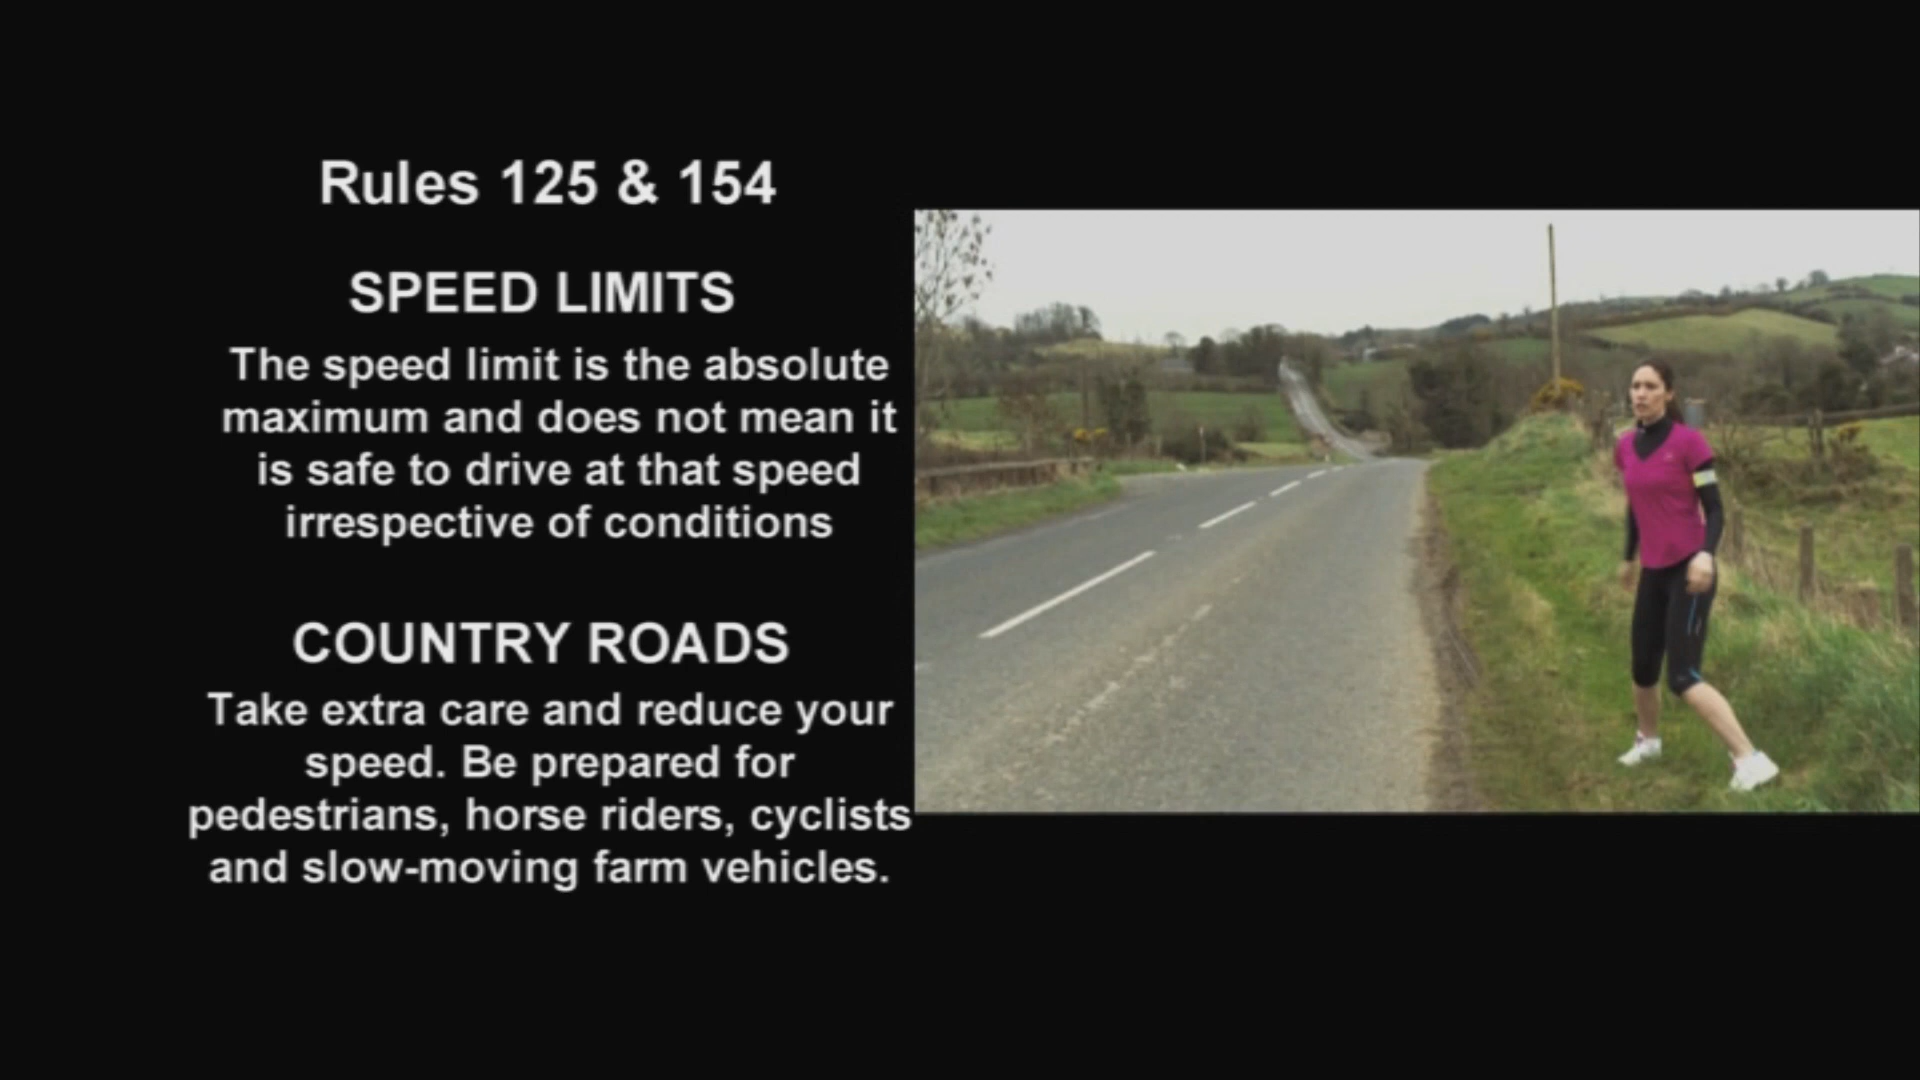 Rules 125 & 154
SPEED LIMITS
The speed limit is the absolute
maximum and does not mean it
is safe to drive at that speed
irrespective of conditions
COUNTRY ROADS
Take extra care and reduce your
speed. Be prepared for
pedestrians, horse riders, cyclists
and slow-moving farm vehicles.